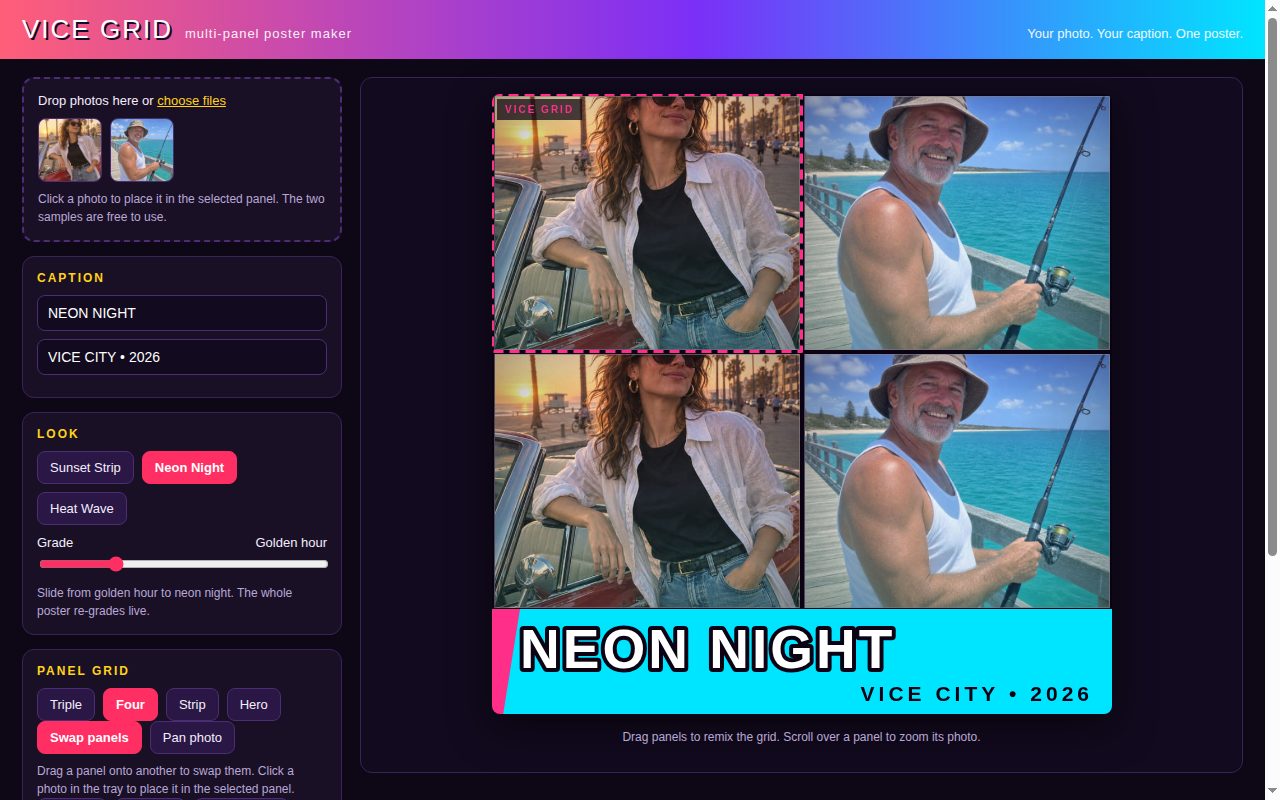 VICE GRID multi-panel poster maker Your photo. Your caption. One poster.
Drop photos here or choose files
Click a photo to place it in the selected panel. The two
samples are free to use.
CAPTION
NEON NIGHT
VICE CITY • 2026
LOOK
Sunset Strip Neon Night
Heat Wave
Grade Golden hour
Slide from golden hour to neon night. The whole
poster re-grades live.
PANEL GRID
Triple Four Strip Hero
Swap panels Pan photo
Drag a panel onto another to swap them. Click a
photo in the tray to place it in the selected panel.
VICE GRID
NEON NIGHT
VICE CITY • 2026
Drag panels to remix the grid. Scroll over a panel to zoom its photo.